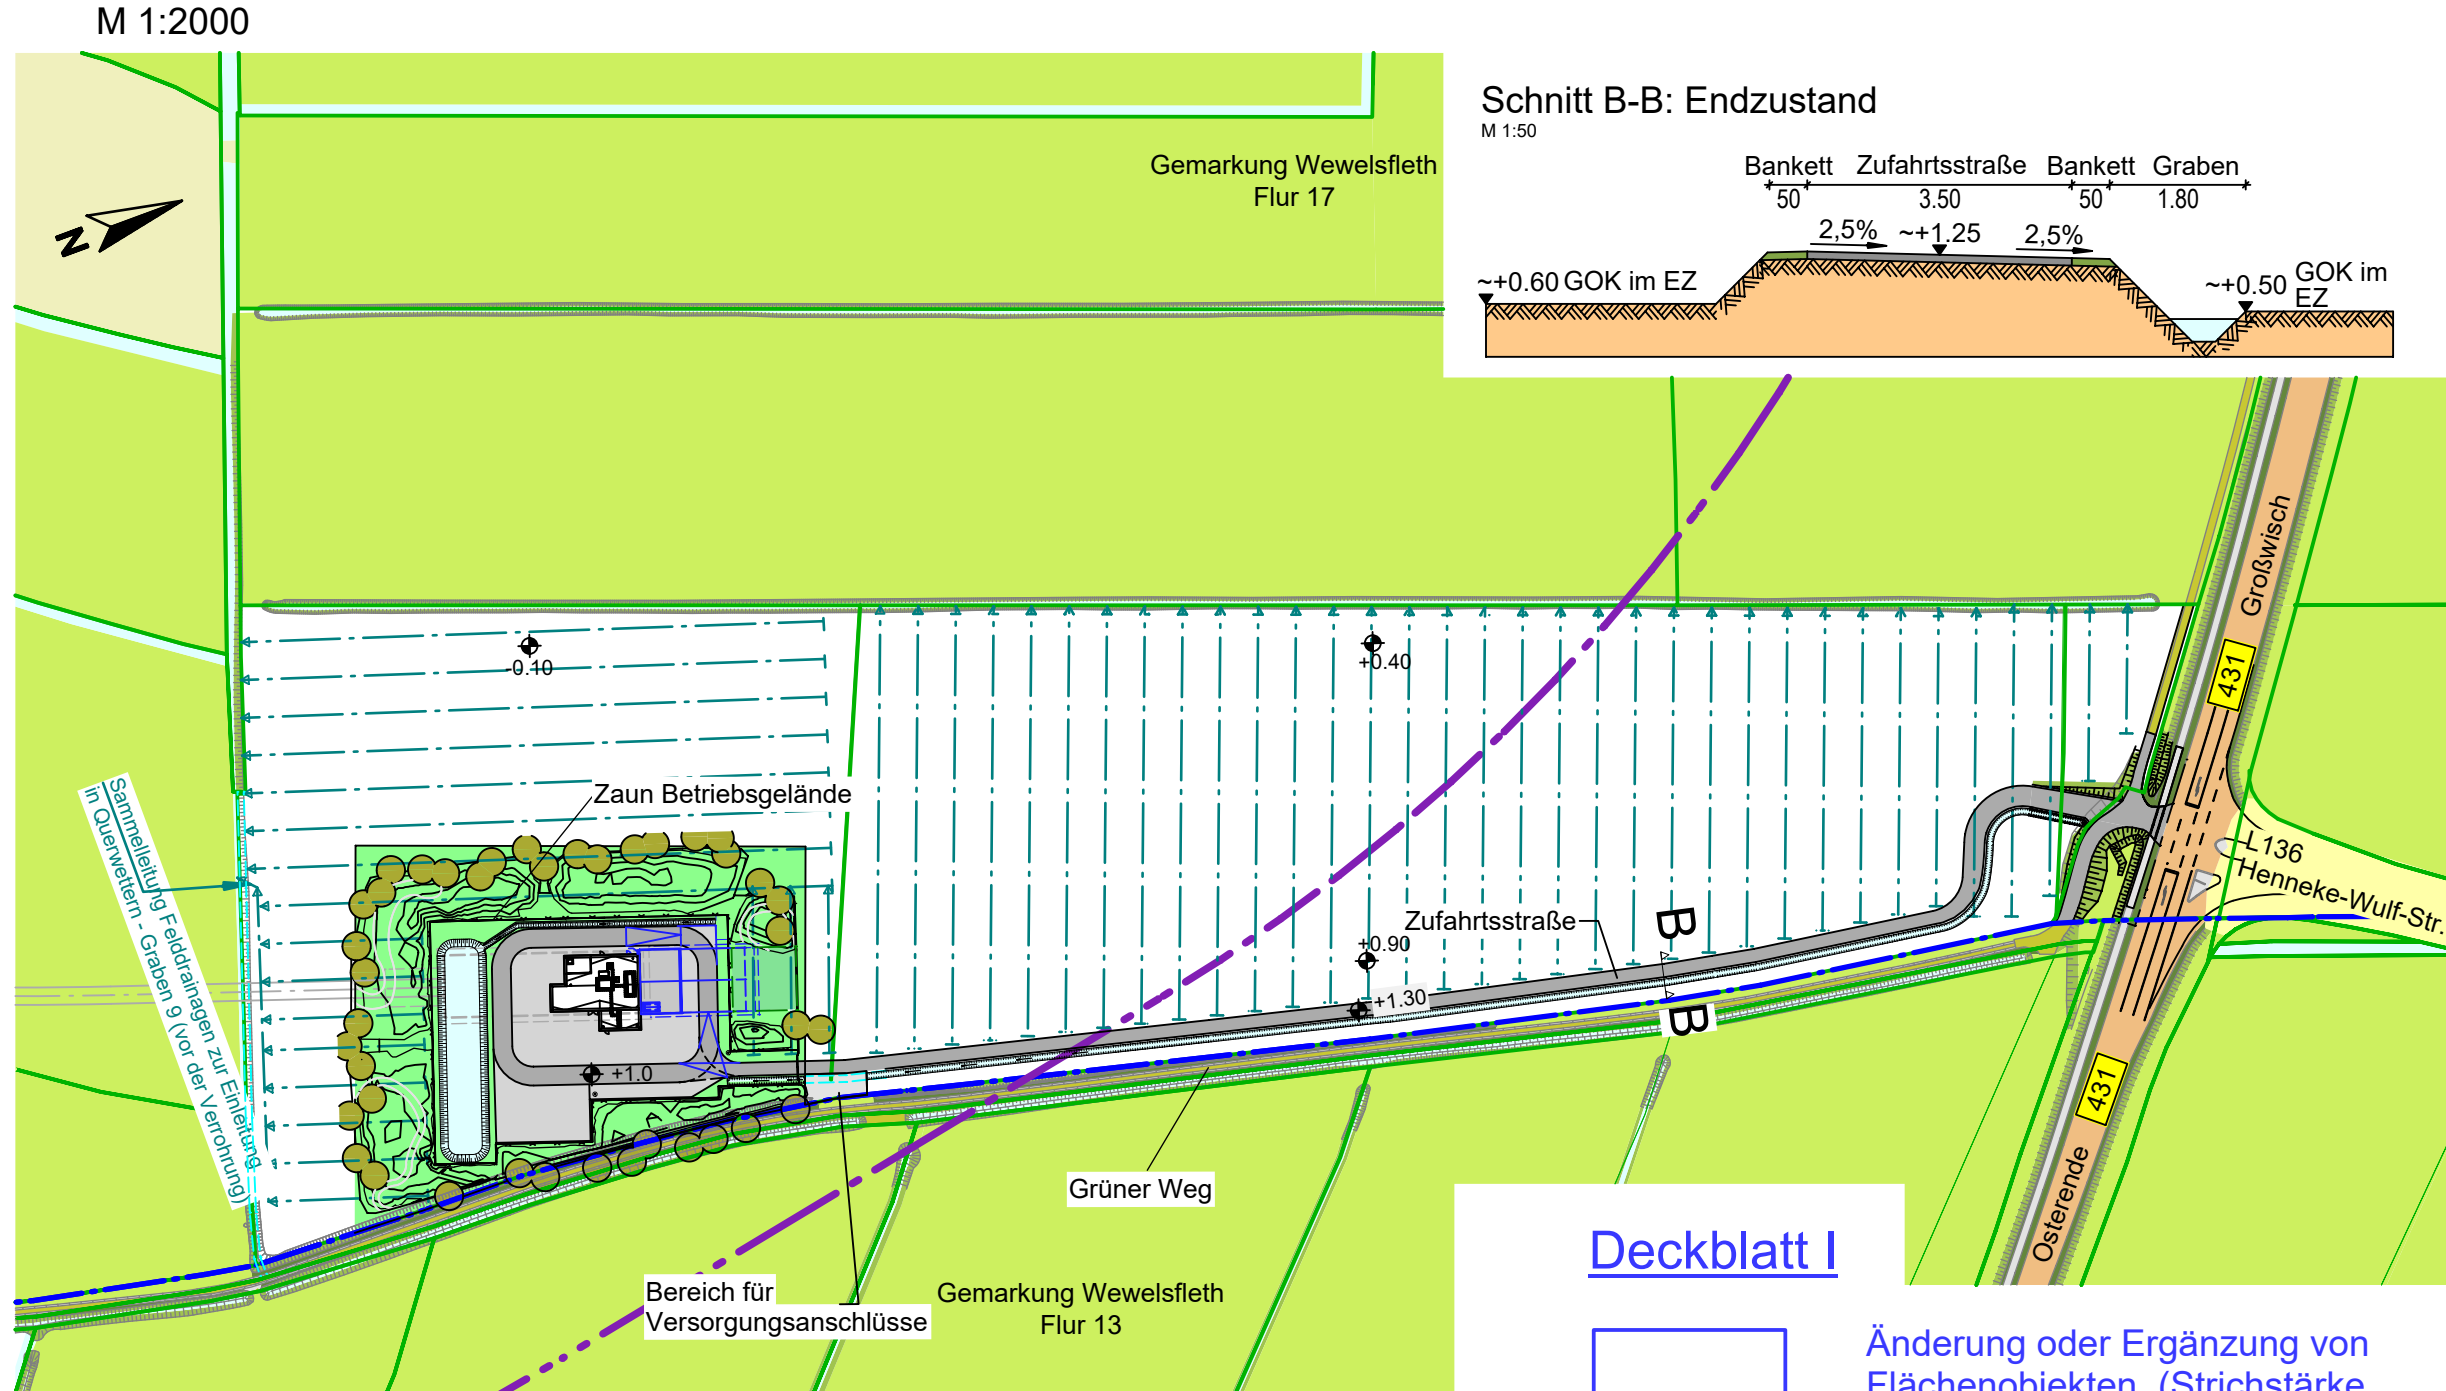 M 1:2000
Schnitt B-B: Endzustand
M 1:50
Bankett Zufahrtsstraße Bankett Graben
50 3.50 50 1.80
2,5% ~+1.25 2,5%
~+0.60 GOK im EZ
~+0.50 GOK im
EZ
Gemarkung Wewelsfleth
Flur 17
N
Großwisch
431
-0.10
+0.40
Zaun Betriebsgelände
Sammelleitung Felddrainagen zur Einleitung
in Querwettern - Graben 9 (vor der Verrohrung)
L136
Henneke-Wulf-Str.
Zufahrtsstraße
B
+0.90
+1.30
B
+1.0
431
Osterende
Grüner Weg
Bereich für
Versorgungsanschlüsse
Gemarkung Wewelsfleth
Flur 13
Deckblatt I
Änderung oder Ergänzung von
Flächenobjekten (Strichstärke